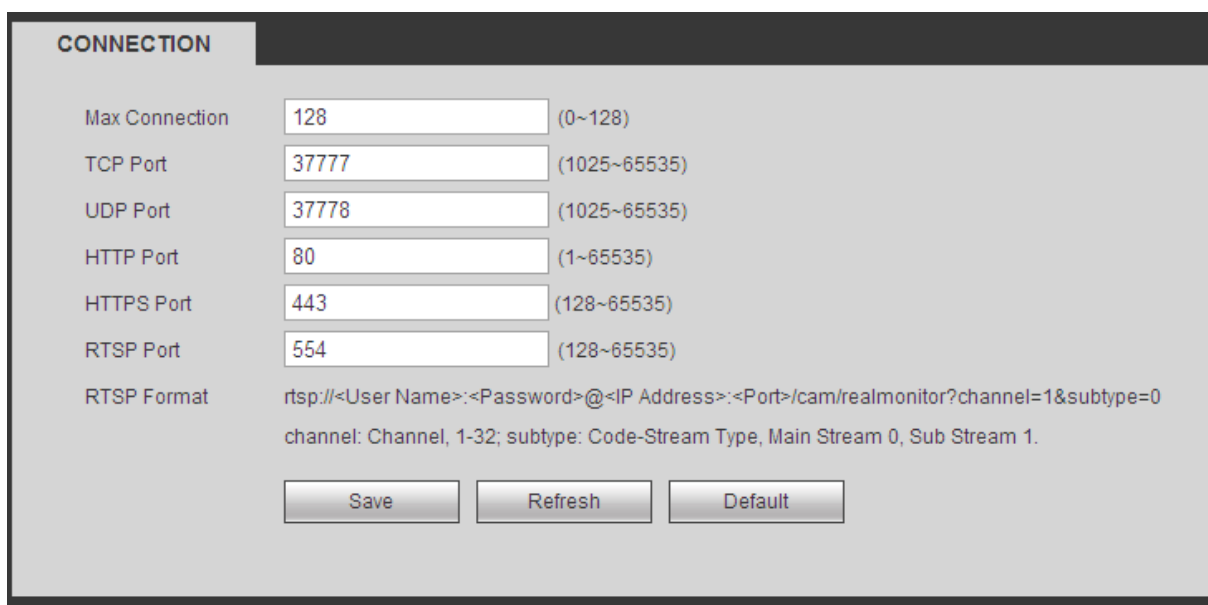 CONNECTION
Max Connection 128 (0~128)
TCP Port 37777 (1025~65535)
UDP Port 37778 (1025~65535)
HTTP Port 80 (1~65535)
HTTPS Port 443 (128~65535)
RTSP Port 554 (128~65535)
RTSP Format rtsp://<User Name>:<Password>@<IP Address>:<Port>/cam/realmonitor?channel=1&subtype=0
channel: Channel, 1-32; subtype: Code-Stream Type, Main Stream 0, Sub Stream 1.
Save Refresh Default